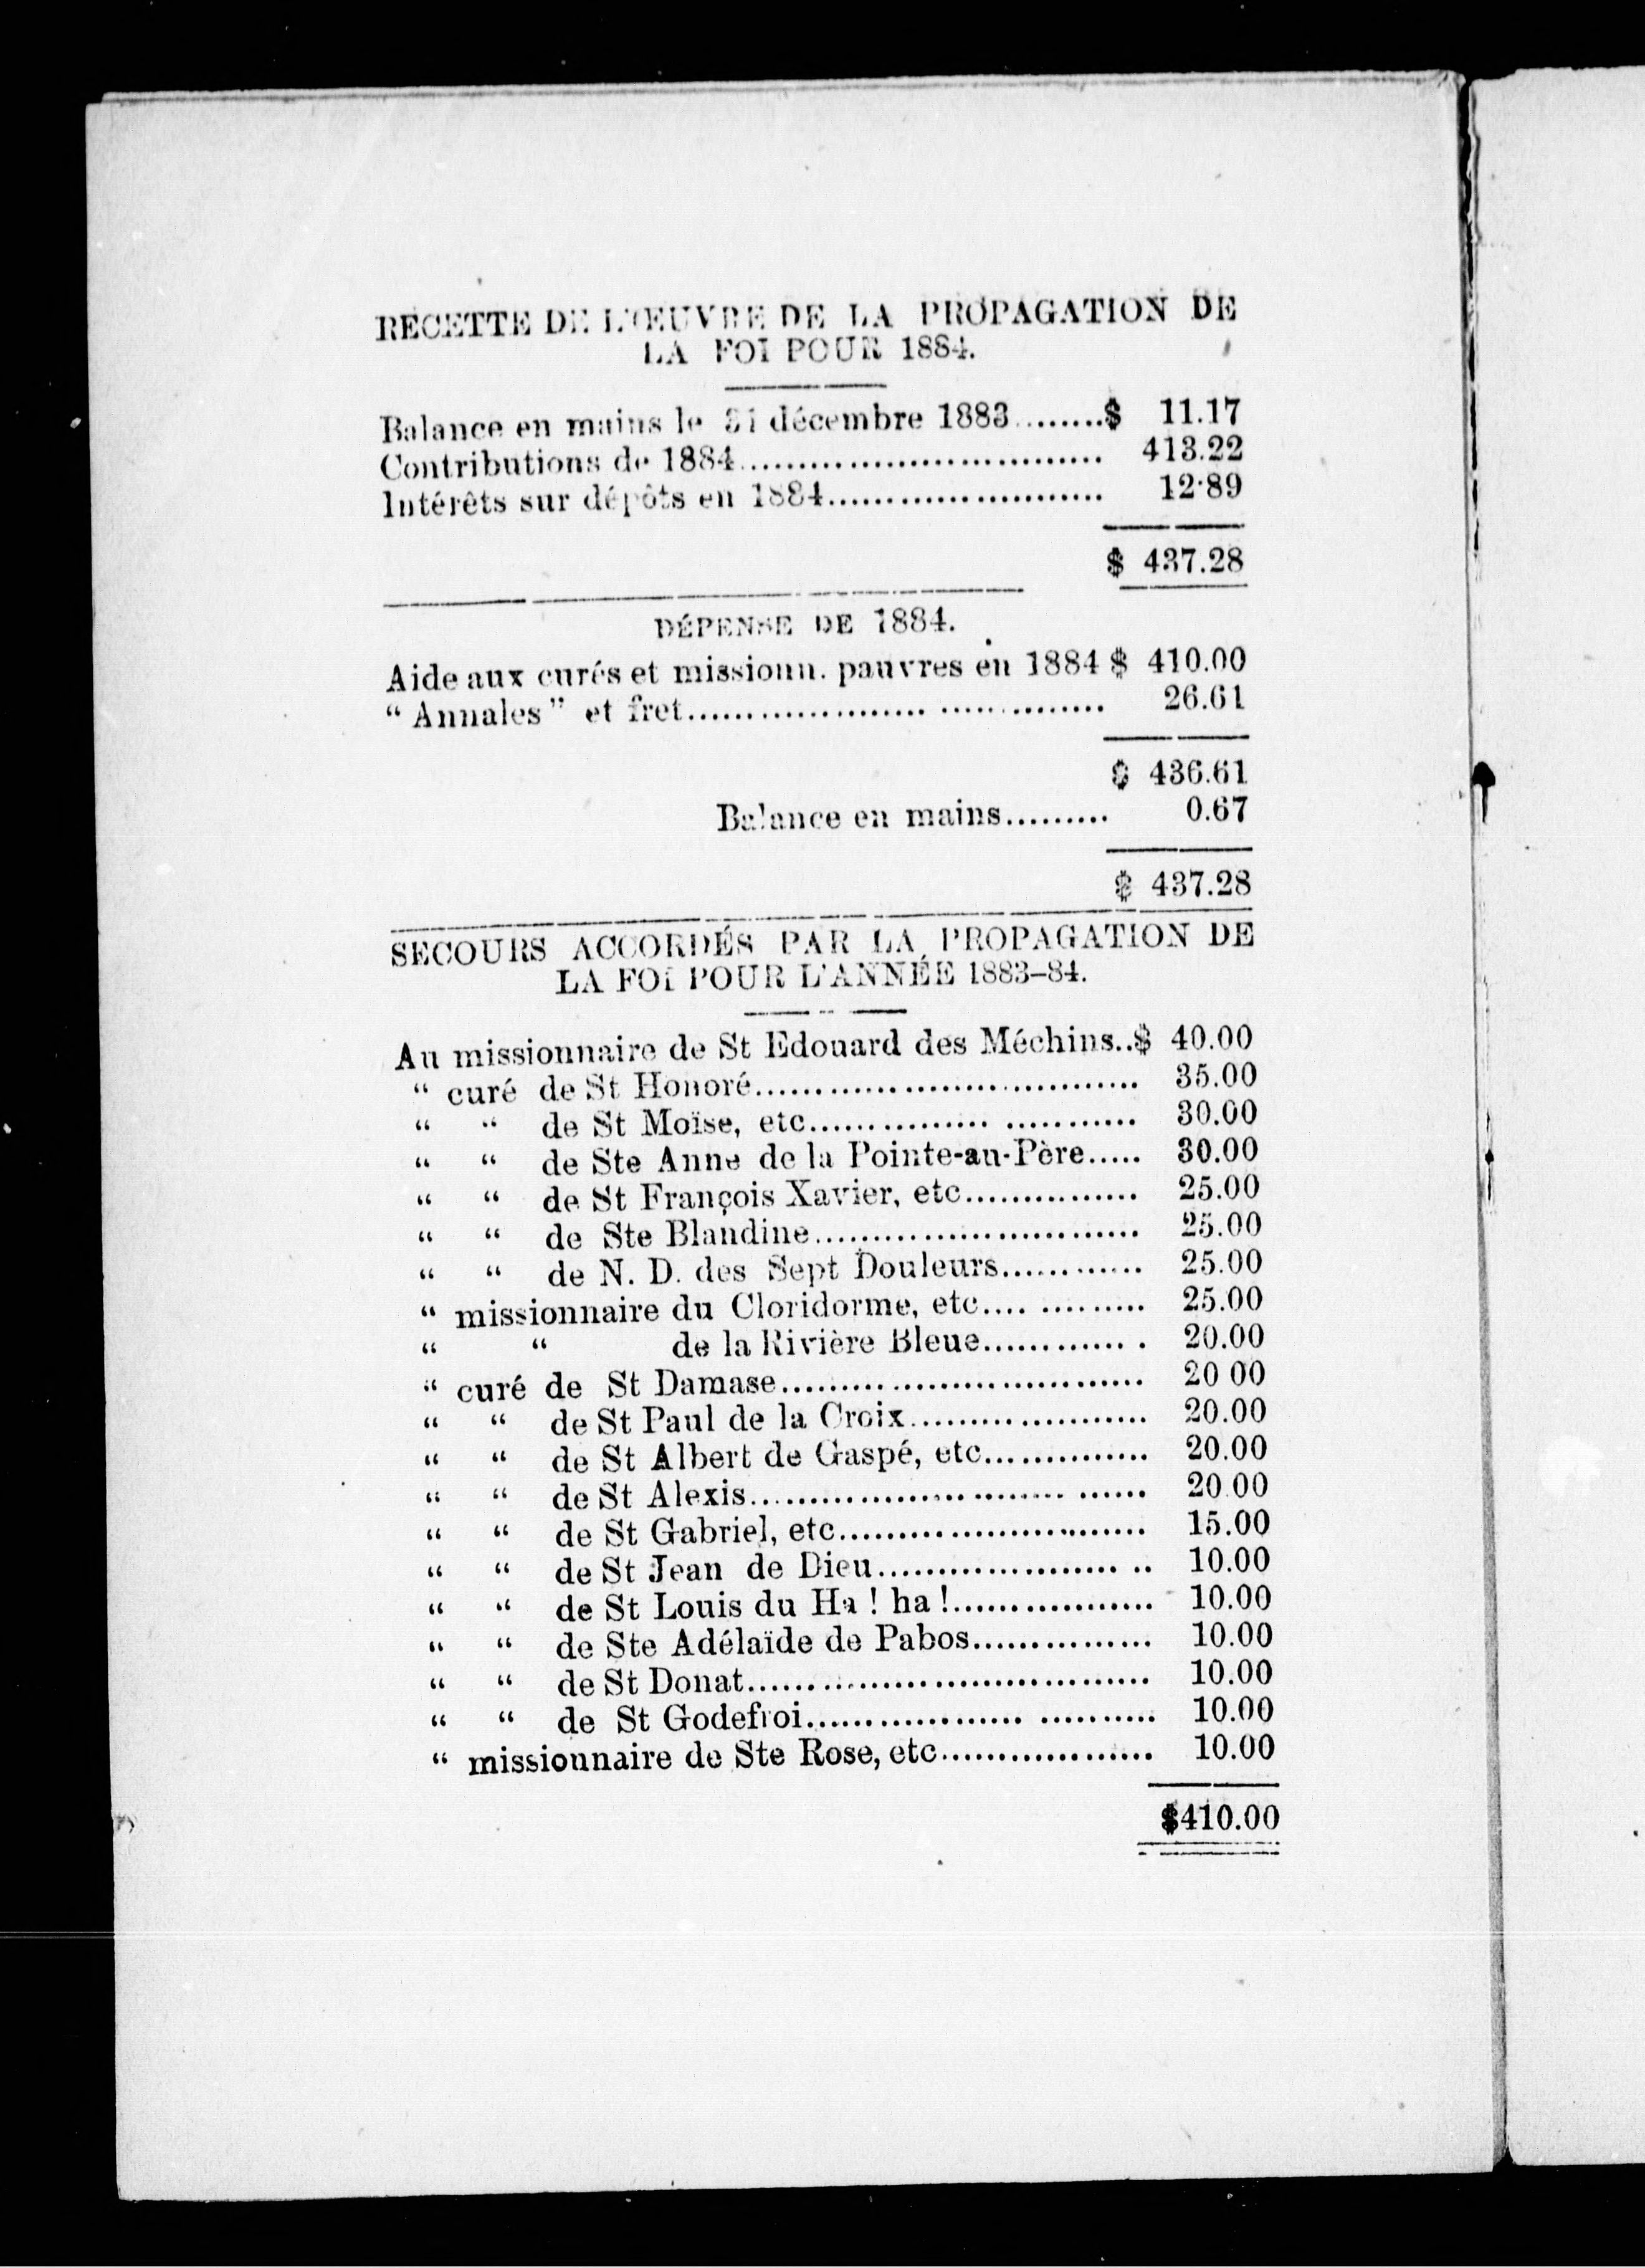 RECETTE DE L'ŒUVRE DE LA PROPAGATION DE
LA FOI POUR 1884.
Balance en mains le 31 décembre 1883........$ 11.17
Contributions de 1884............................... 413.22
Intérêts sur dépôts en 1884........................ 12·89
$ 437.28
DÉPENSE DE 1884.
Aide aux curés et missionn. pauvres en 1884 $ 410.00
“ Annales ” et fret.................... .............. 26.61
$ 436.61
Balance en mains......... 0.67
$ 437.28
SECOURS ACCORDÉS PAR LA PROPAGATION DE
LA FOI POUR L'ANNÉE 1883–84.
Au missionnaire de St Edouard des Méchins..$ 40.00
“ curé de St Honoré.................................. 35.00
“ “ de St Moïse, etc................ ........... 30.00
“ “ de Ste Anne de la Pointe-au-Père..... 30.00
“ “ de St François Xavier, etc............... 25.00
“ “ de Ste Blandine............................ 25.00
“ “ de N. D. des Sept Douleurs............ 25.00
“ missionnaire du Cloridorme, etc.... ......... 25.00
“ “ de la Rivière Bleue............ . 20.00
“ curé de St Damase................................ 20 00
“ “ de St Paul de la Croix..................... 20.00
“ “ de St Albert de Gaspé, etc.............. 20.00
“ “ de St Alexis............................ ...... 20.00
“ “ de St Gabriel, etc........................... 15.00
“ “ de St Jean de Dieu..................... .. 10.00
“ “ de St Louis du Ha ! ha !.................. 10.00
“ “ de Ste Adélaïde de Pabos................ 10.00
“ “ de St Donat................................... 10.00
“ “ de St Godefroi................... .......... 10.00
“ missionnaire de Ste Rose, etc................... 10.00
$410.00